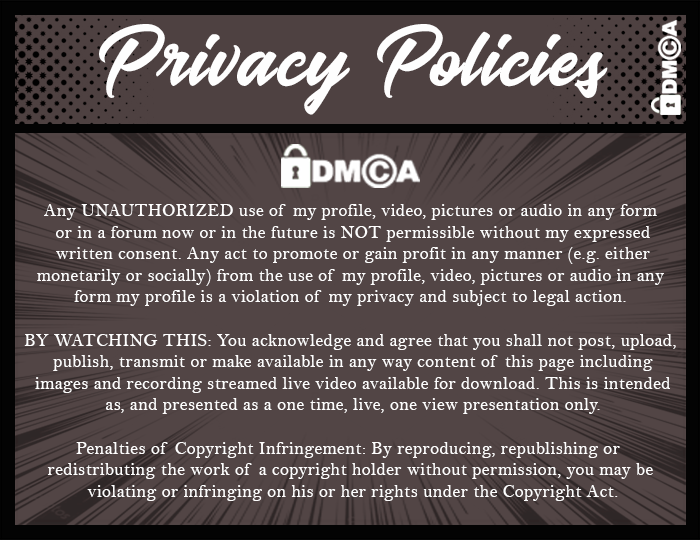 Privacy Policies
DMCA
DMCA
Any UNAUTHORIZED use of my profile, video, pictures or audio in any form
or in a forum now or in the future is NOT permissible without my expressed
written consent. Any act to promote or gain profit in any manner (e.g. either
monetarily or socially) from the use of my profile, video, pictures or audio in any
form my profile is a violation of my privacy and subject to legal action.
BY WATCHING THIS: You acknowledge and agree that you shall not post, upload,
publish, transmit or make available in any way content of this page including
images and recording streamed live video available for download. This is intended
as, and presented as a one time, live, one view presentation only.
Penalties of Copyright Infringement: By reproducing, republishing or
redistributing the work of a copyright holder without permission, you may be
violating or infringing on his or her rights under the Copyright Act.